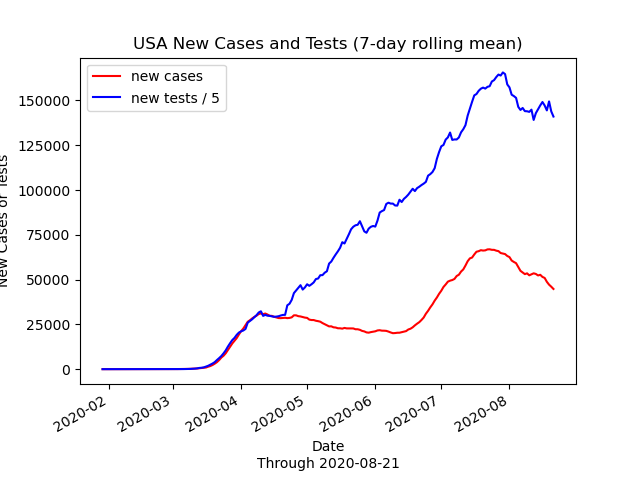 USA New Cases and Tests (7-day rolling mean)
new cases
new tests / 5
150000
125000
100000
75000
50000
25000
0
New Cases or Tests
2020-02
2020-03
2020-04
2020-05
2020-06
2020-07
2020-08
Date
Through 2020-08-21